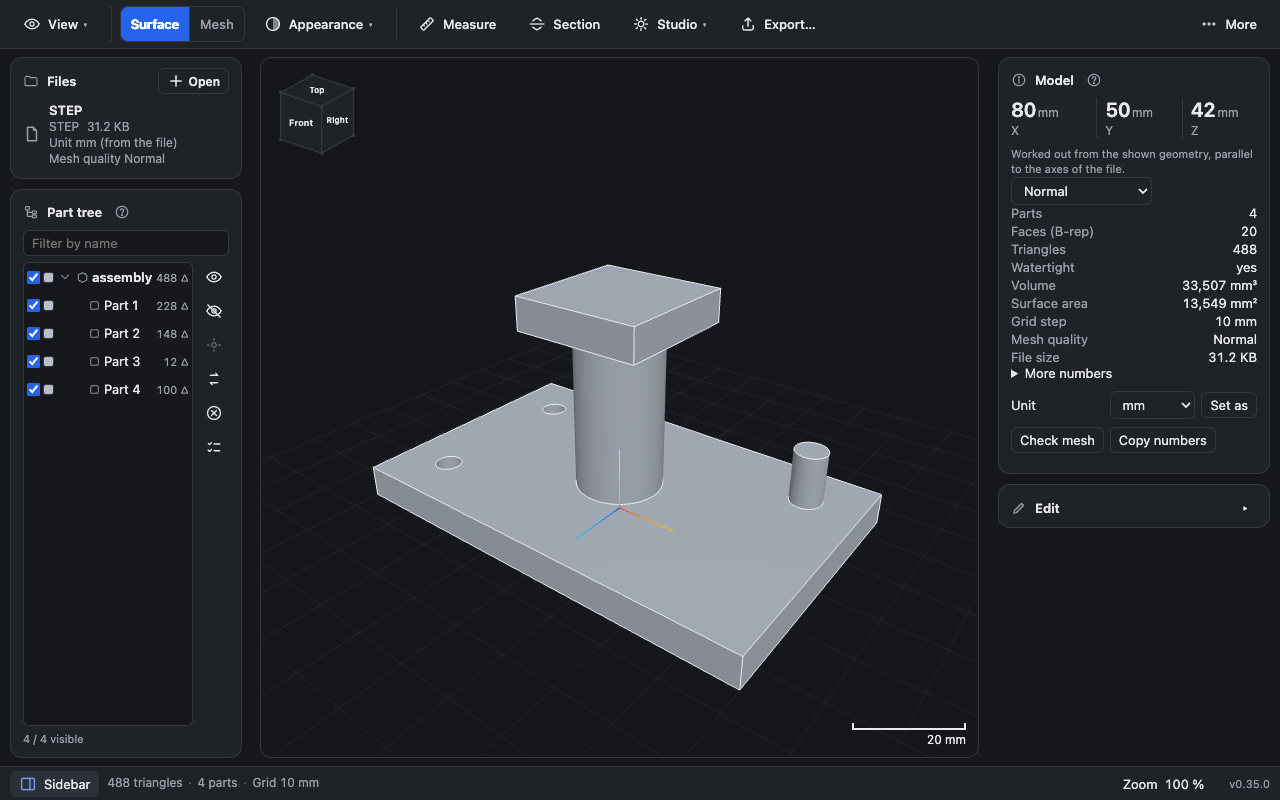 View
Surface
Mesh
Appearance
Measure
Section
Studio
Export...
More
Files
Open
STEP
STEP 31.2 KB
Unit mm (from the file)
Mesh quality Normal
Part tree
Filter by name
assembly 488 Δ
Part 1 228 Δ
Part 2 148 Δ
Part 3 12 Δ
Part 4 100 Δ
4 / 4 visible
Top
Front
Right
20 mm
Model
80 mm
X
50 mm
Y
42 mm
Z
Worked out from the shown geometry, parallel
to the axes of the file.
Normal
Parts 4
Faces (B-rep) 20
Triangles 488
Watertight yes
Volume 33,507 mm³
Surface area 13,549 mm²
Grid step 10 mm
Mesh quality Normal
File size 31.2 KB
More numbers
Unit mm Set as
Check mesh Copy numbers
Edit
Sidebar
488 triangles · 4 parts · Grid 10 mm
Zoom 100 %
v0.35.0